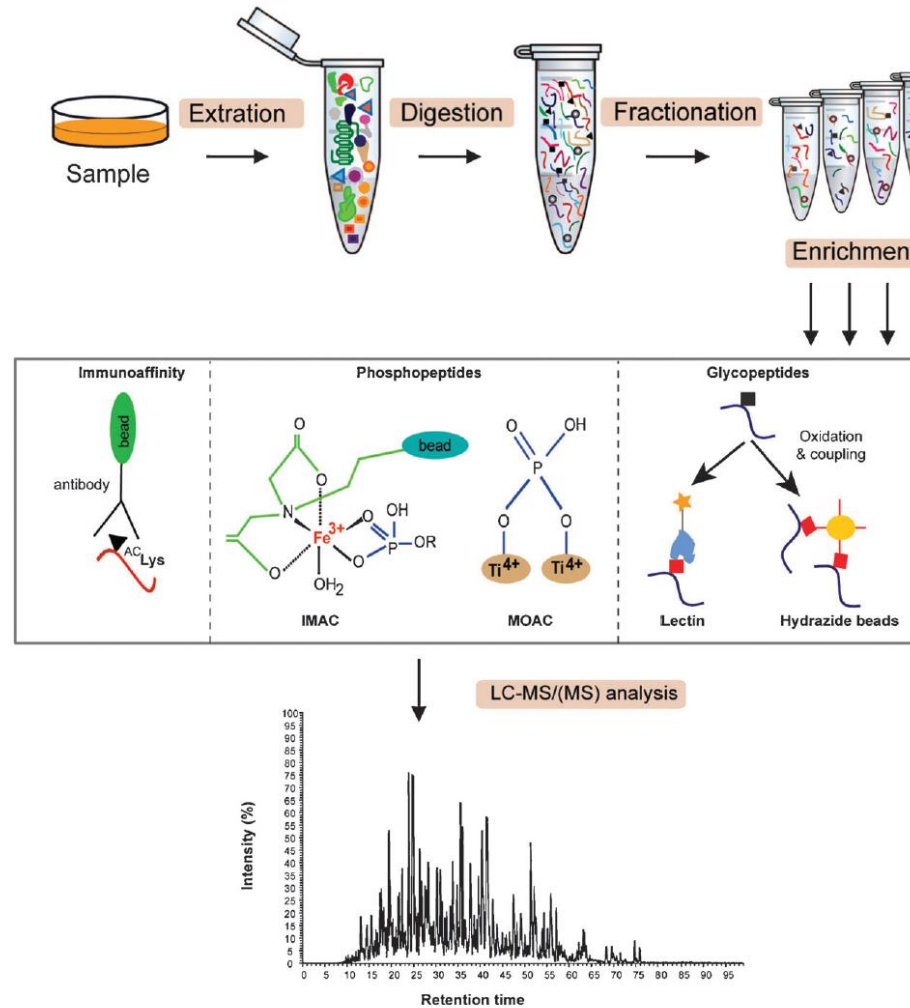 Extration
Digestion
Fractionation
Sample
Enrichmen
Immunoaffinity
Phosphopeptides
Glycopeptides
bead
antibody
AC Lys
O
bead
O
N
Fe3+
O
OH
P
OR
O
O
OH2
IMAC
O
OH
P
O
O
Ti4+
Ti4+
MOAC
Oxidation
& coupling
Lectin
Hydrazide beads
LC-MS/(MS) analysis
100
95
90
85
80
75
70
65
60
55
50
45
40
35
30
25
20
15
10
5
0
Intensity (%)
0 5 10 15 20 25 30 35 40 45 50 55 60 65 70 75 80 85 90 95
Retention time